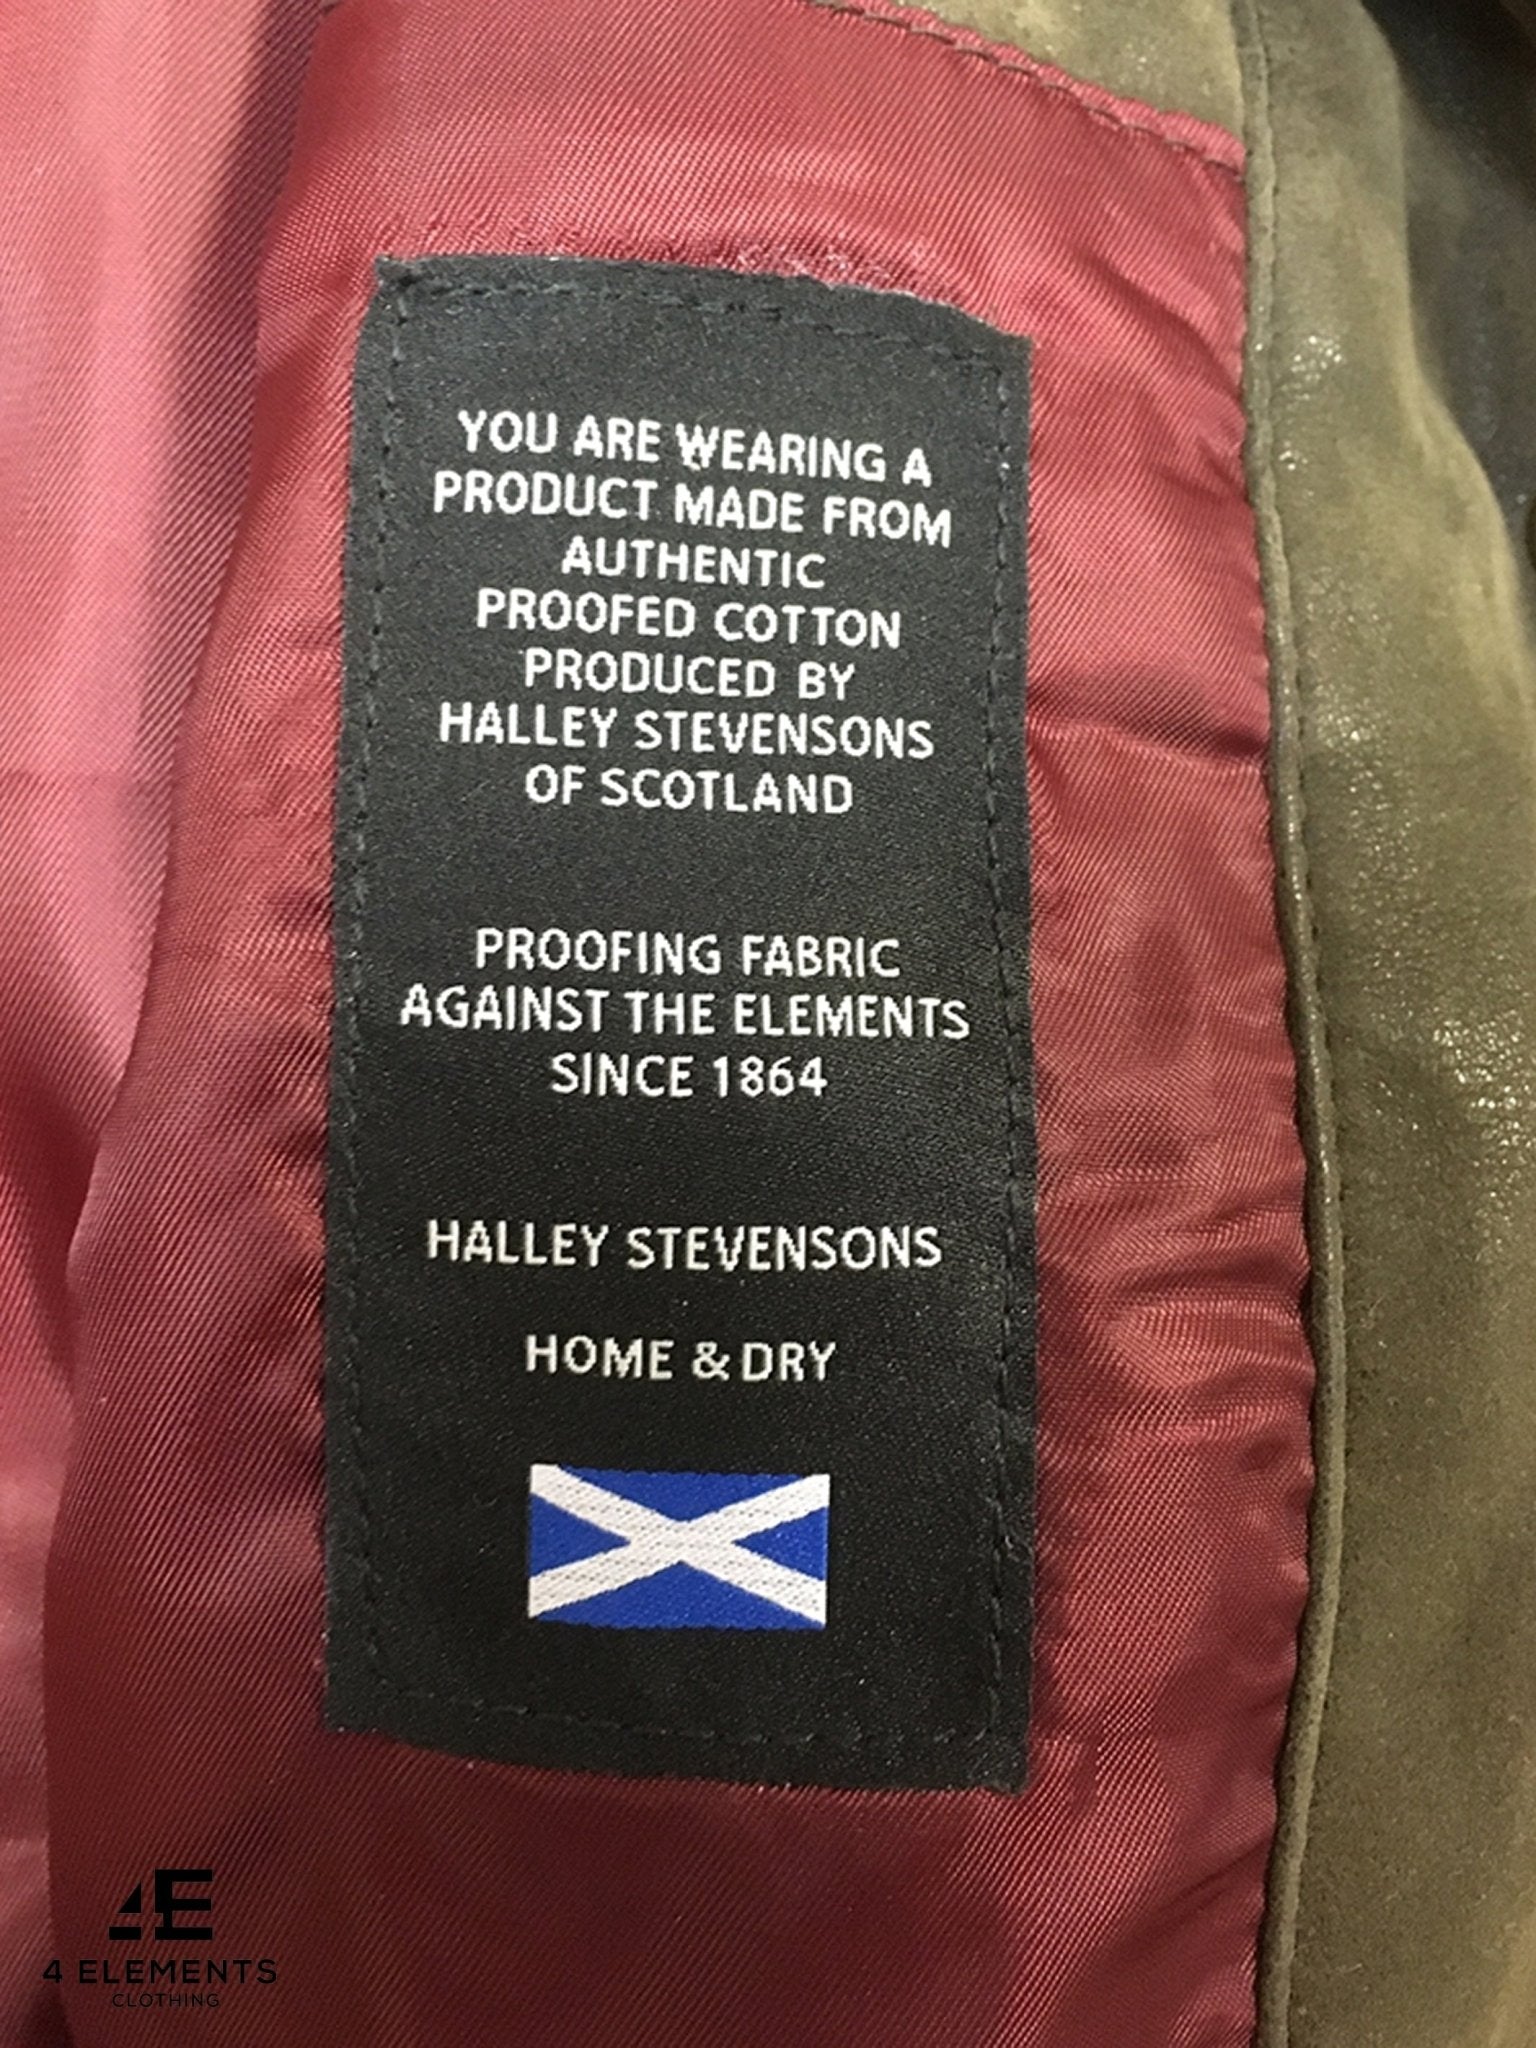 YOU ARE WEARING A
PRODUCT MADE FROM
AUTHENTIC
PROOFED COTTON
PRODUCED BY
HALLEY STEVENSONS
OF SCOTLAND
PROOFING FABRIC
AGAINST THE ELEMENTS
SINCE 1864
HALLEY STEVENSONS
HOME & DRY
4E
4 ELEMENTS
CLOTHING